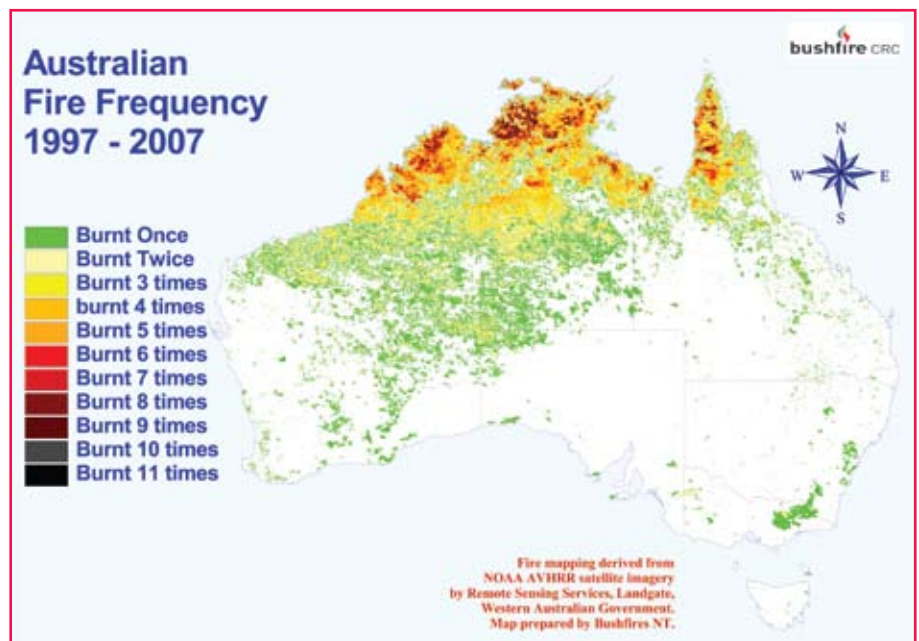 Australian
Fire Frequency
1997 - 2007
bushfire CRC
N
W E
S
Burnt Once
Burnt Twice
Burnt 3 times
burnt 4 times
Burnt 5 times
Burnt 6 times
Burnt 7 times
Burnt 8 times
Burnt 9 times
Burnt 10 times
Burnt 11 times
Fire mapping derived from
NOAA AVHRR satellite imagery
by Remote Sensing Services, Landgate,
Western Australian Government.
Map prepared by Bushfires NT.